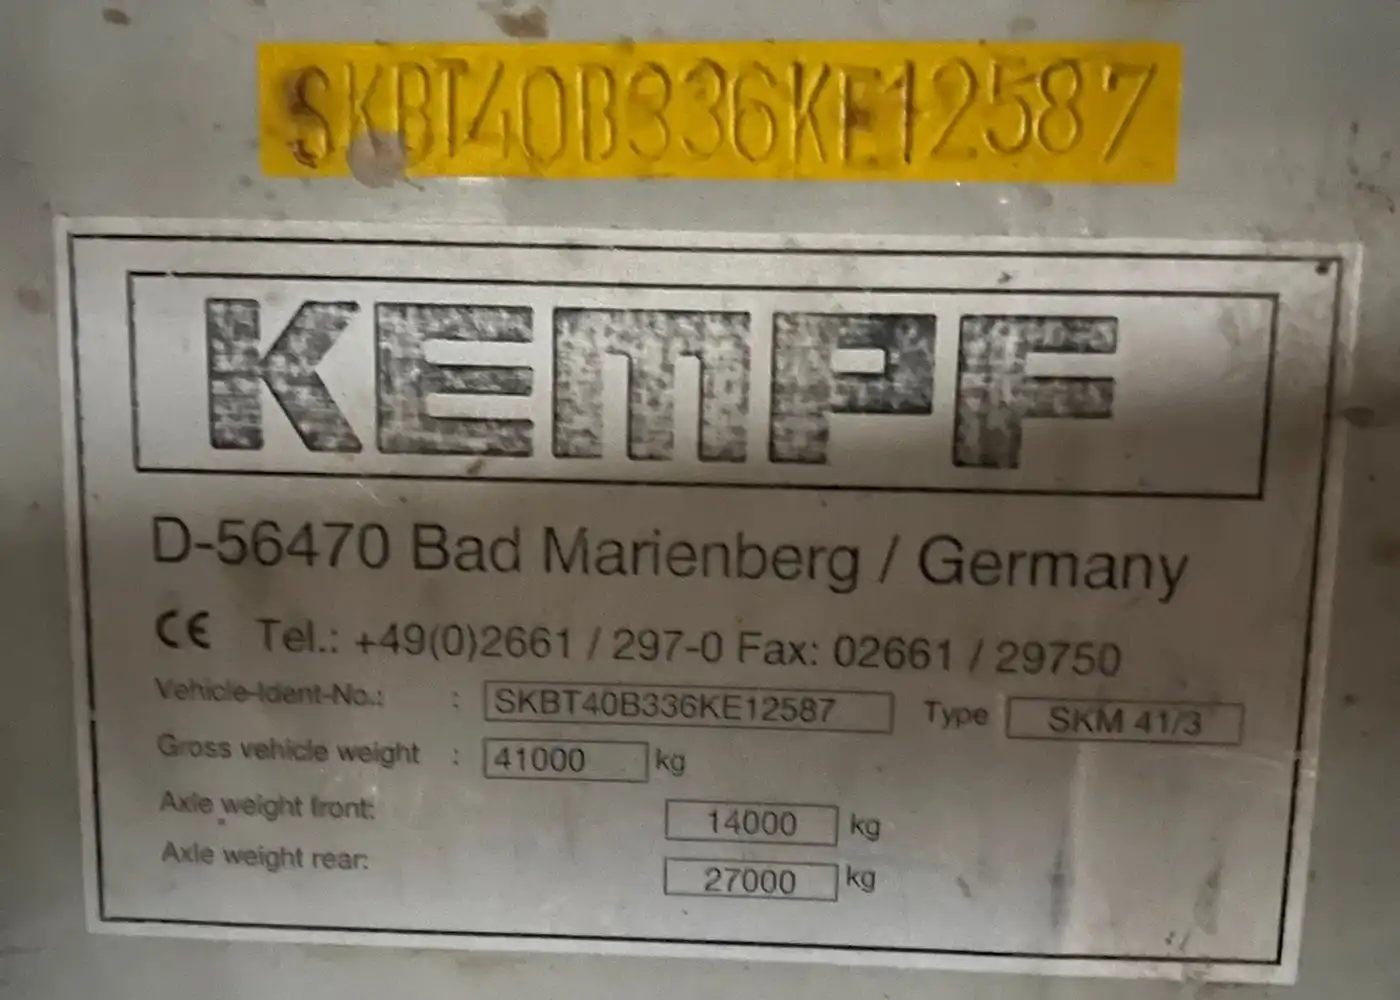 SKBT40B336KE12587
KEMPF
D-56470 Bad Marienberg / Germany
CE Tel.: +49(0)2661 / 297-0 Fax: 02661 / 29750
Vehicle-Ident-No.: : SKBT40B336KE12587 Type SKM 41/3
Gross vehicle weight : 41000 kg
Axle weight front: 14000 kg
Axle weight rear: 27000 kg